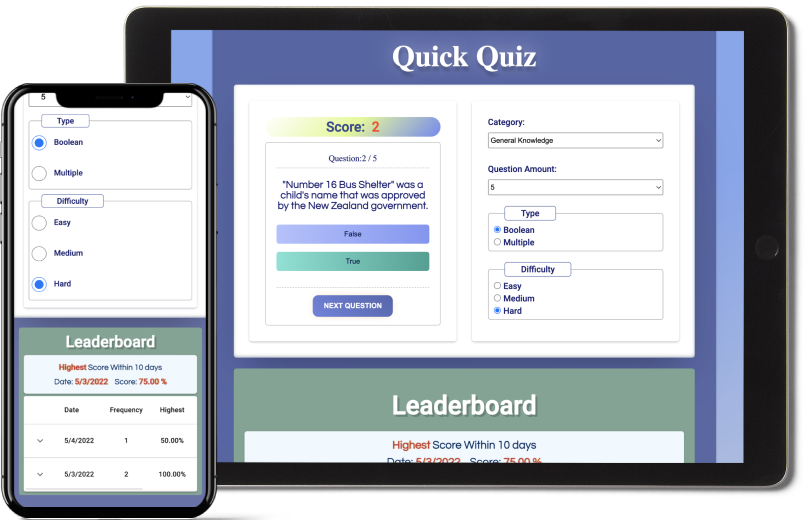 5
Type
Boolean
Multiple
Difficulty
Easy
Medium
Hard
Leaderboard
Highest Score Within 10 days
Date: 5/3/2022 Score: 75.00 %
Date Frequency Highest
5/4/2022 1 50.00%
5/3/2022 2 100.00%
Quick Quiz
Score: 2
Question:2 / 5
"Number 16 Bus Shelter" was a
child's name that was approved
by the New Zealand government.
False
True
NEXT QUESTION
Category:
General Knowledge
Question Amount:
5
Type
Boolean
Multiple
Difficulty
Easy
Medium
Hard
Leaderboard
Highest Score Within 10 days
Date: 5/3/2022 Score: 75.00 %